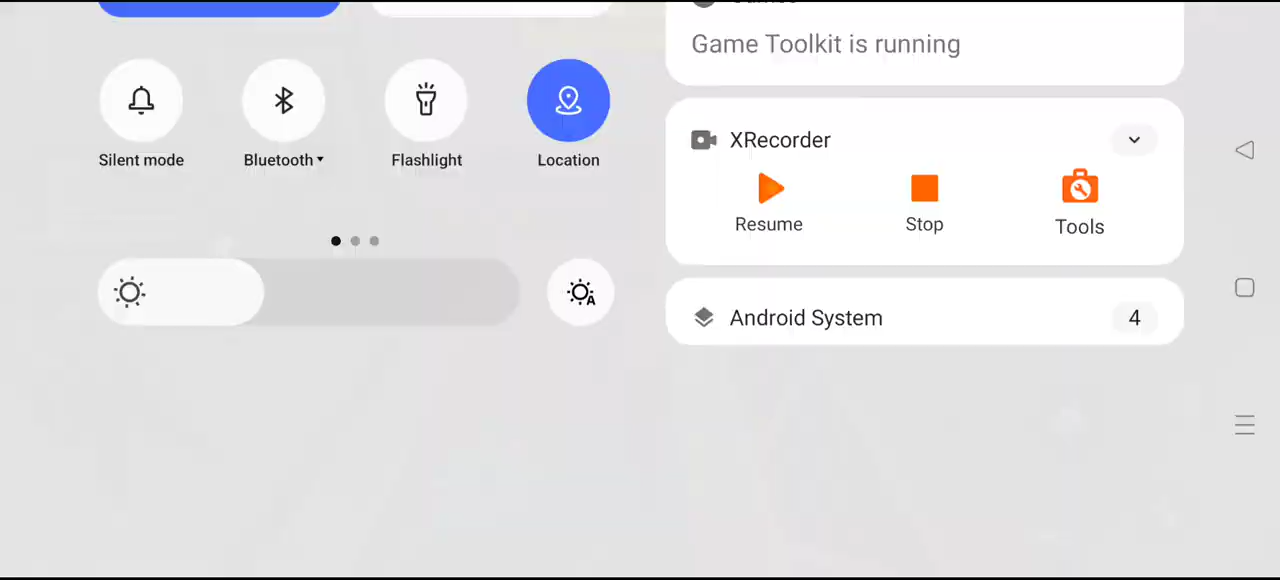 Silent mode
Bluetooth
Flashlight
Location
A
Game Toolkit is running
XRecorder
Resume
Stop
Tools
Android System
4